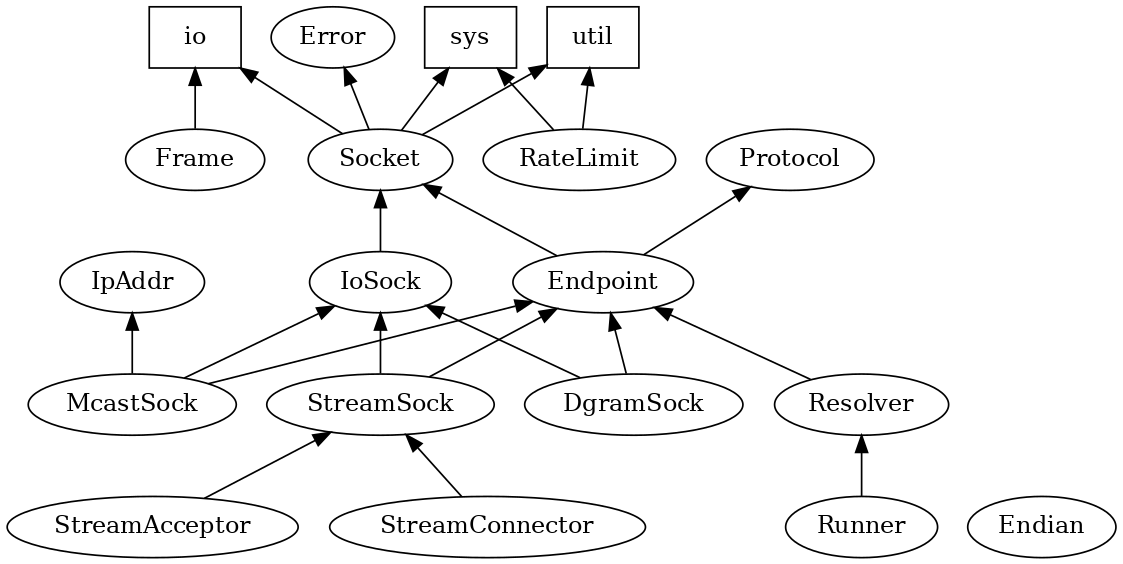 io
Error
sys
util
Frame
Socket
RateLimit
Protocol
IpAddr
IoSock
Endpoint
McastSock
StreamSock
DgramSock
Resolver
StreamAcceptor
StreamConnector
Runner
Endian